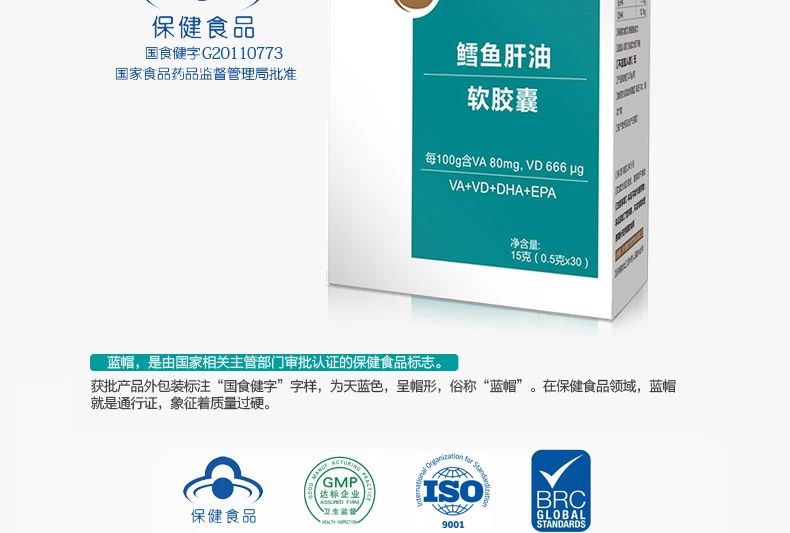 保健食品
国食健字G20110773
国家食品药品监督管理局批准
鳕鱼肝油
软胶囊
每100g含VA 80mg, VD 666 μg
VA+VD+DHA+EPA
净含量:
15克（0.5克x30）
蓝帽，是由国家相关主管部门审批认证的保健食品标志。
获批产品外包装标注“国食健字”字样，为天蓝色，呈帽形，俗称“蓝帽”。在保健食品领域，蓝帽
就是通行证，象征着质量过硬。
保健食品
GOOD MANUFACTURING PRACTICE
GMP
达标企业
ASSURED FIRM
卫生监督
HEALTH INSPECTION
International Organization for Standardization
ISO
9001
BRC
GLOBAL
STANDARDS